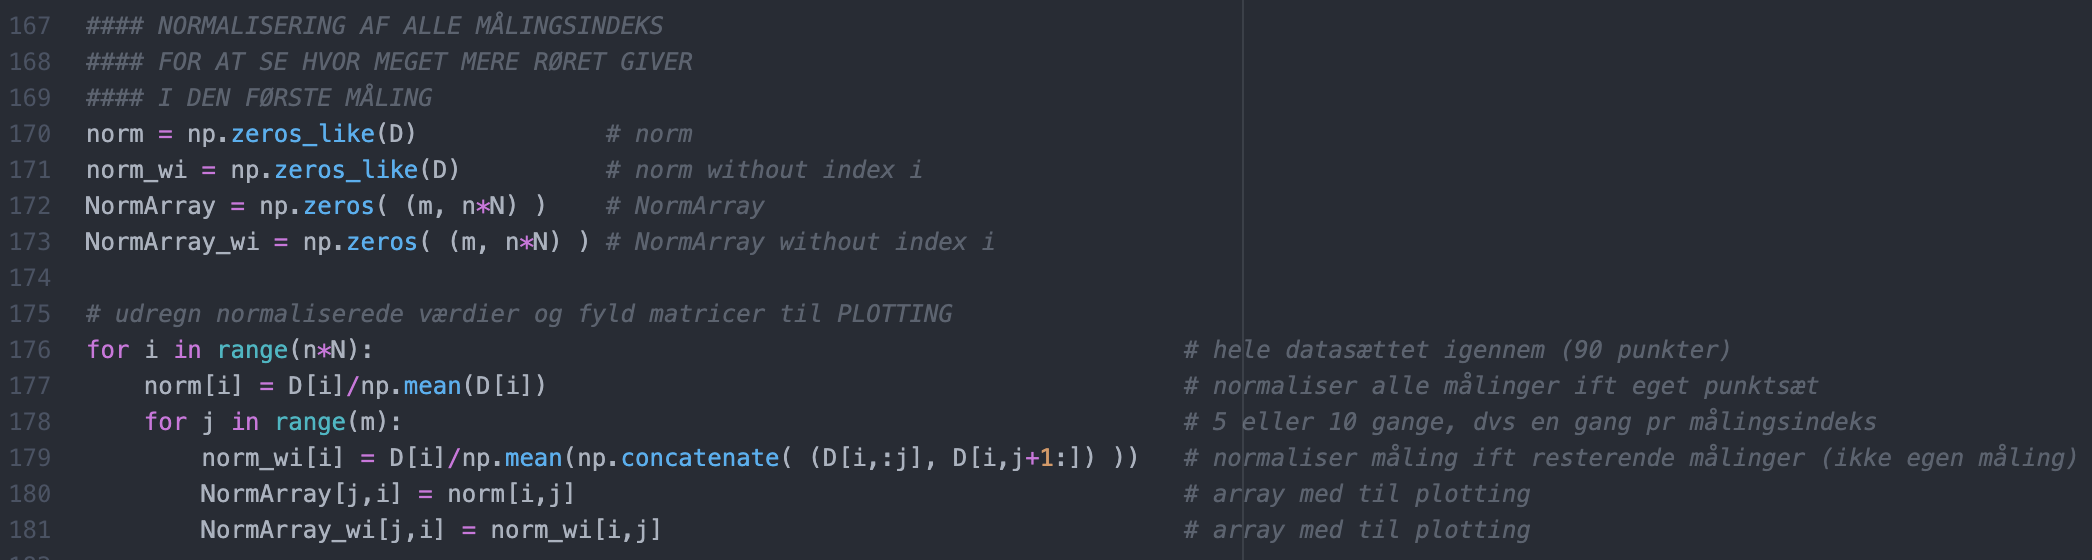 167 #### NORMALISERING AF ALLE MÅLINGSINDEKS
168 #### FOR AT SE HVOR MEGET MERE RØRET GIVER
169 #### I DEN FØRSTE MÅLING
170 norm = np.zeros_like(D) # norm
171 norm_wi = np.zeros_like(D) # norm without index i
172 NormArray = np.zeros( (m, n*N) ) # NormArray
173 NormArray_wi = np.zeros( (m, n*N) ) # NormArray without index i
174
175 # udregn normaliserede værdier og fyld matricer til PLOTTING
176 for i in range(n*N): # hele datasættet igennem (90 punkter)
177 norm[i] = D[i]/np.mean(D[i]) # normaliser alle målinger ift eget punktsæt
178 for j in range(m): # 5 eller 10 gange, dvs en gang pr målingsindeks
179 norm_wi[i] = D[i]/np.mean(np.concatenate( (D[i,:j], D[i,j+1:]) )) # normaliser måling ift resterende målinger (ikke egen måling)
180 NormArray[j,i] = norm[i,j] # array med til plotting
181 NormArray_wi[j,i] = norm_wi[i,j] # array med til plotting